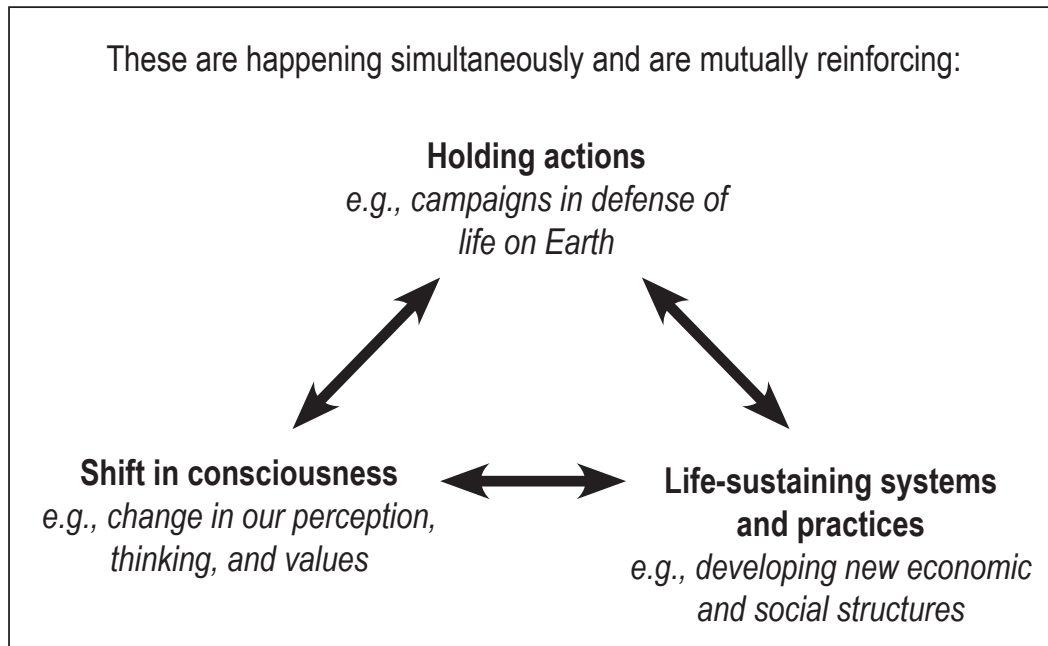 These are happening simultaneously and are mutually reinforcing:
Holding actions
e.g., campaigns in defense of
life on Earth
Shift in consciousness
e.g., change in our perception,
thinking, and values
Life-sustaining systems
and practices
e.g., developing new economic
and social structures